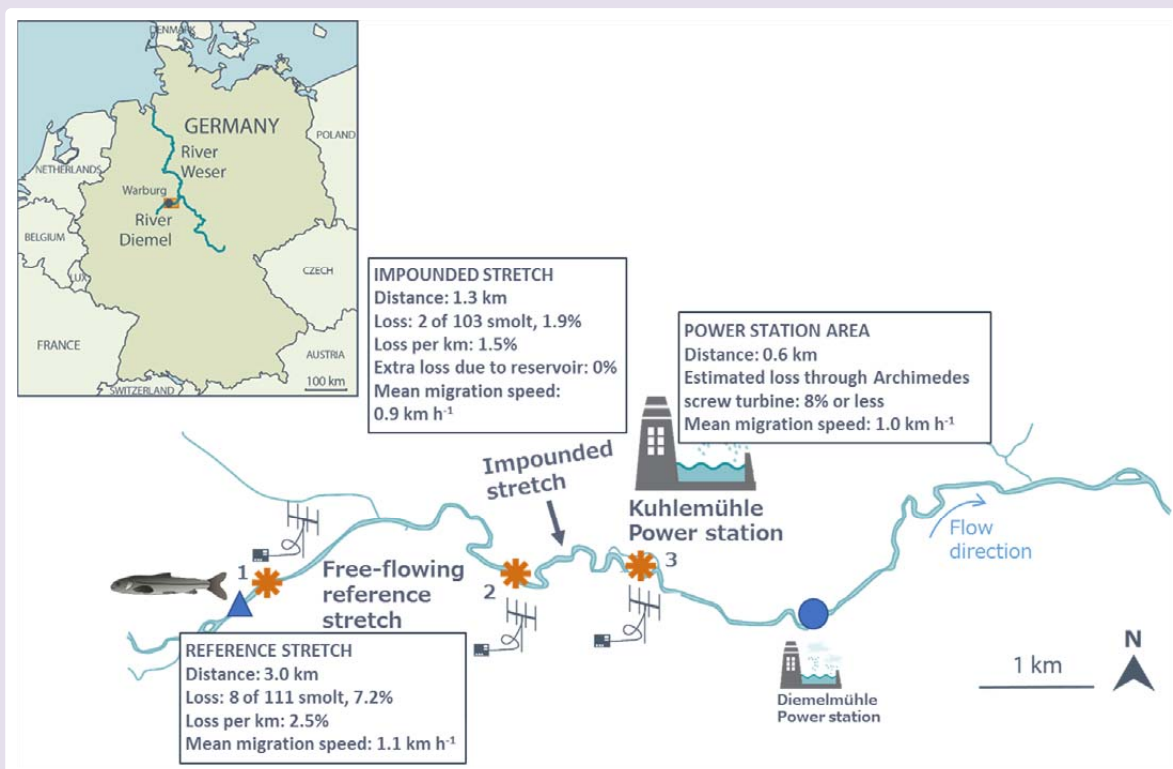 DENMARK
GERMANY
POLAND
River
Weser
NETHERLANDS
Warburg
River
Diemel
BELGIUM
LUX
CZECH
FRANCE
AUSTRIA
SWITZERLAND
100 km
IMPOUNDED STRETCH
Distance: 1.3 km
Loss: 2 of 103 smolt, 1.9%
Loss per km: 1.5%
Extra loss due to reservoir: 0%
Mean migration speed:
0.9 km h⁻¹
POWER STATION AREA
Distance: 0.6 km
Estimated loss through Archimedes
screw turbine: 8% or less
Mean migration speed: 1.0 km h⁻¹
Impounded
stretch
Kuhlemühle
Power station
Flow
direction
1
Free-flowing
reference
stretch
2
3
REFERENCE STRETCH
Distance: 3.0 km
Loss: 8 of 111 smolt, 7.2%
Loss per km: 2.5%
Mean migration speed: 1.1 km h⁻¹
Diemelmühle
Power station
1 km
N